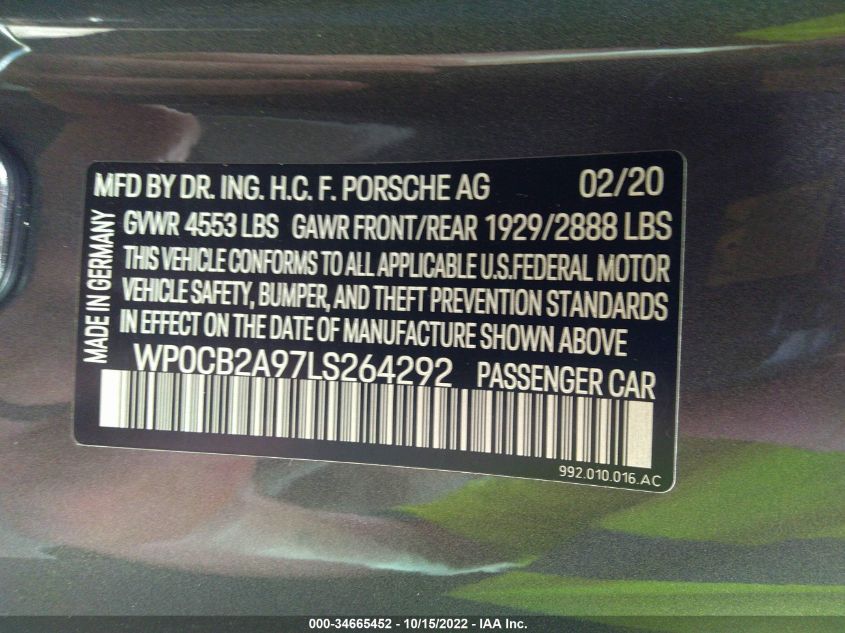 MFD BY DR. ING. H.C. F. PORSCHE AG 02/20
GVWR 4553 LBS GAWR FRONT/REAR 1929/2888 LBS
THIS VEHICLE CONFORMS TO ALL APPLICABLE U.S.FEDERAL MOTOR
VEHICLE SAFETY, BUMPER, AND THEFT PREVENTION STANDARDS
IN EFFECT ON THE DATE OF MANUFACTURE SHOWN ABOVE
MADE IN GERMANY
WP0CB2A97LS264292 PASSENGER CAR
992.010.016.AC
000-34665452 - 10/15/2022 - IAA Inc.